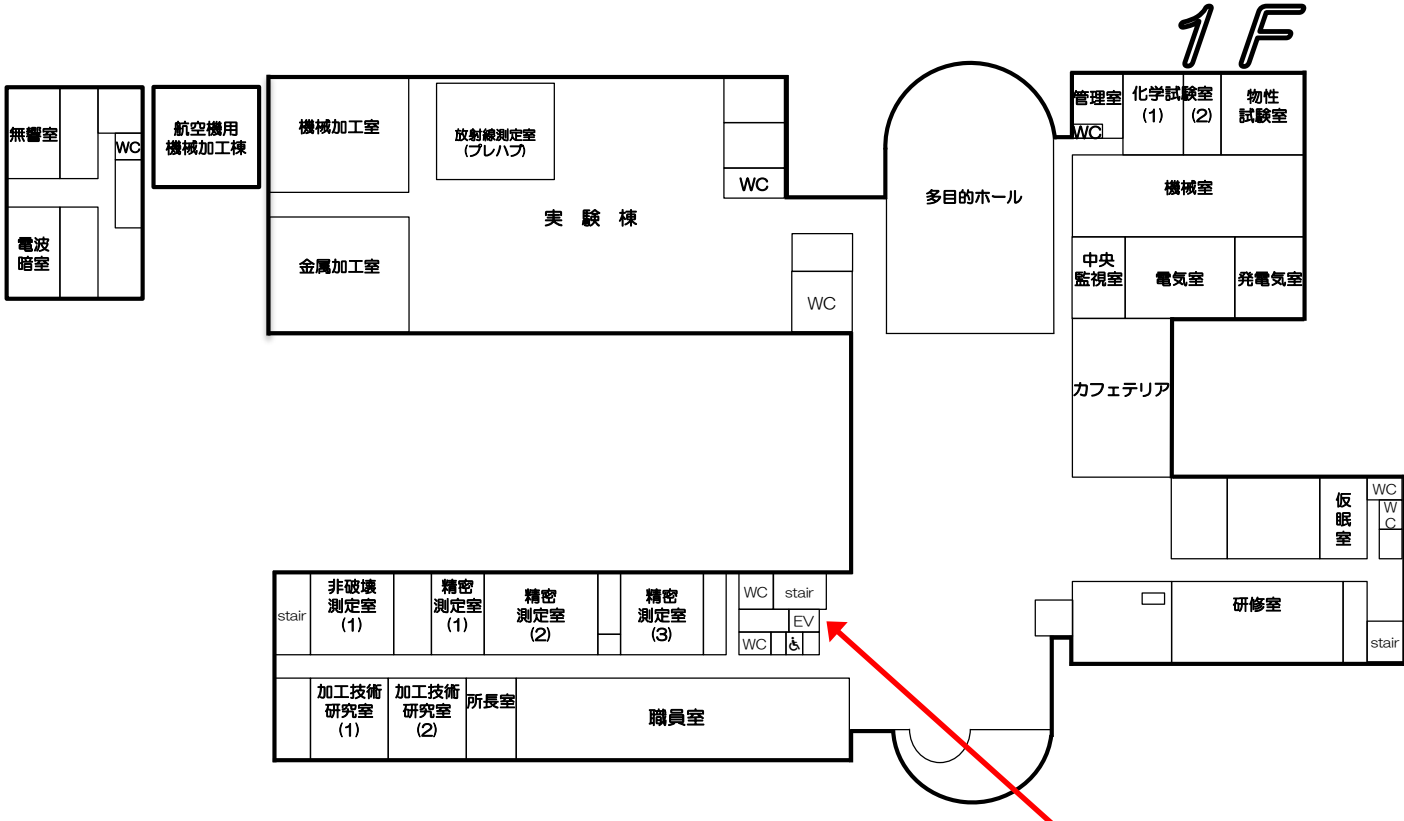 1 F
無響室
WC
電波
暗室
航空機用
機械加工棟
機械加工室
放射線測定室
(プレハブ)
WC
実 験 棟
金属加工室
WC
多目的ホール
管理室
WC
化学試験室
(1)
(2)
物性
試験室
機械室
中央
監視室
電気室
発電気室
カフェテリア
仮
眠
室
WC
W
C
研修室
stair
stair
非破壊
測定室
(1)
精密
測定室
(1)
精密
測定室
(2)
精密
測定室
(3)
WC
stair
EV
WC
加工技術
研究室
(1)
加工技術
研究室
(2)
所長室
職員室